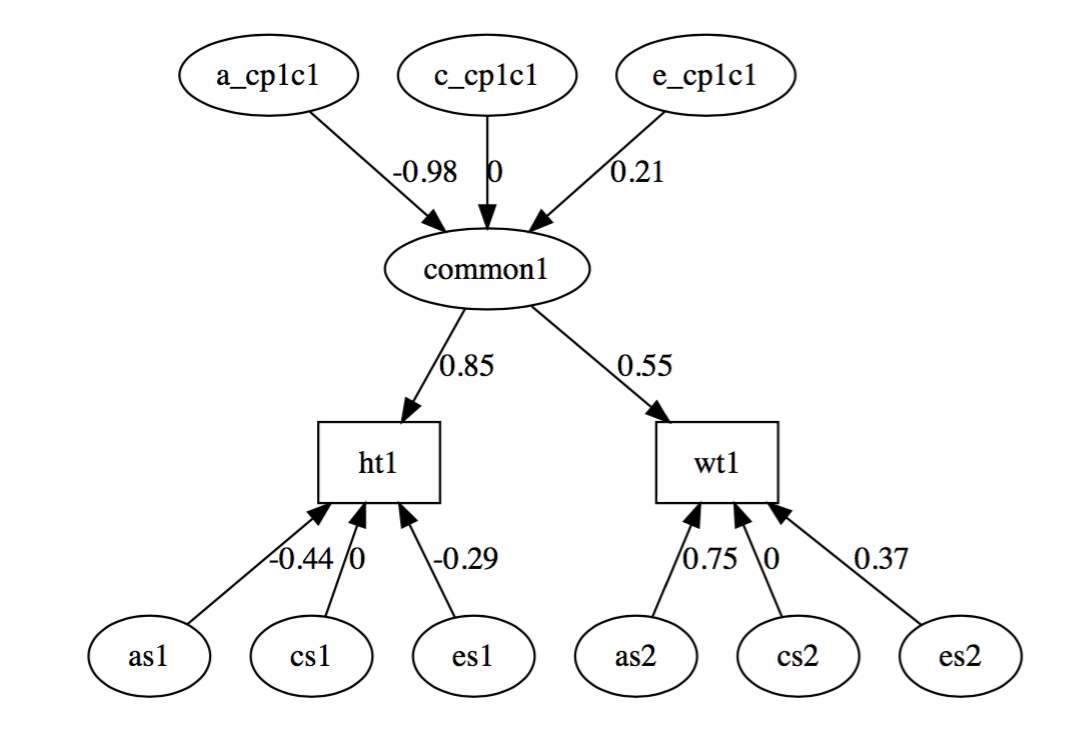 a_cp1c1 c_cp1c1 e_cp1c1
-0.98 0 0.21
common1
0.85 0.55
ht1 wt1
-0.44 0 -0.29 0.75 0 0.37
as1 cs1 es1 as2 cs2 es2